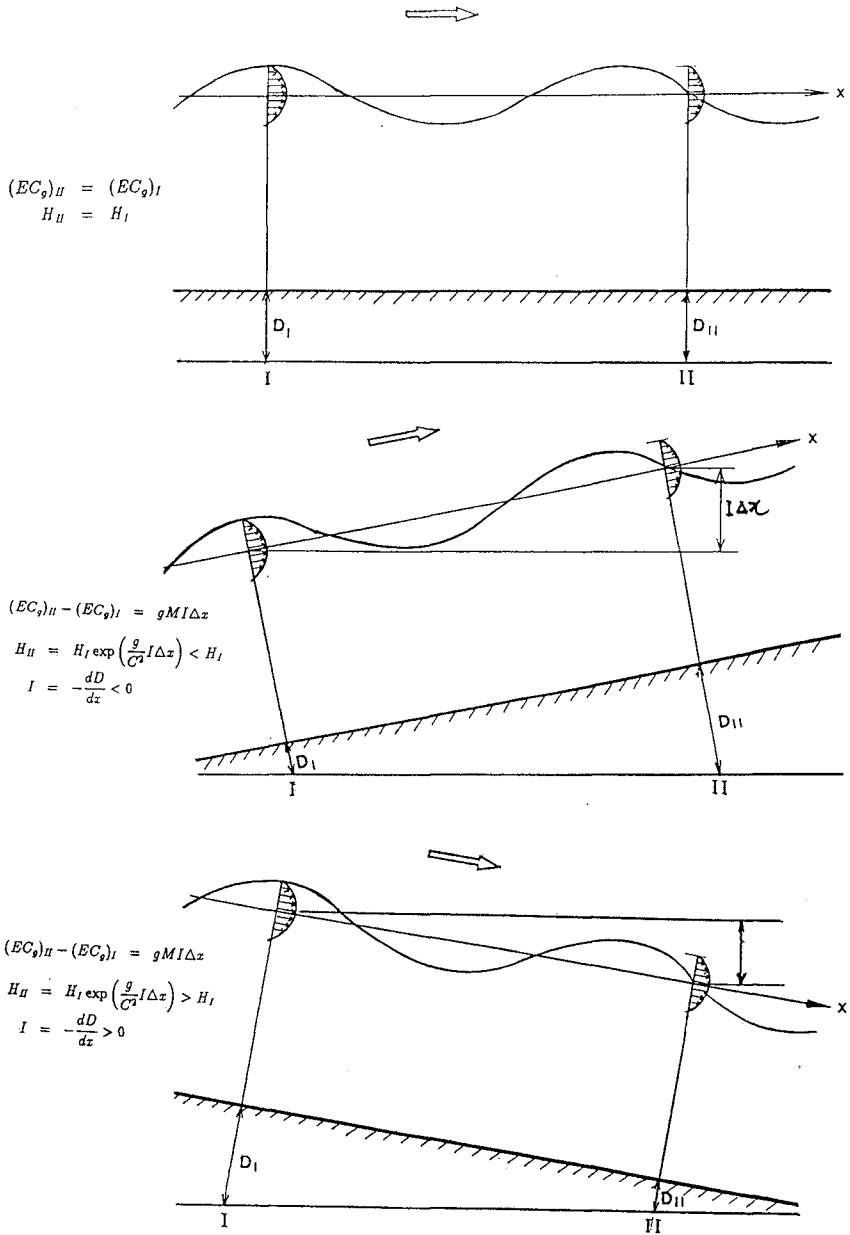 x
(EC_g)_II = (EC_g)_I
H_II = H_I
D_I
D_II
I
II
x
IΔx
(EC_g)_II − (EC_g)_I = gMIΔx
H_II = H_I exp(g/C² IΔx) < H_I
I = −dD/dx < 0
D_I
D_II
I
II
(EC_g)_II − (EC_g)_I = gMIΔx
H_II = H_I exp(g/C² IΔx) > H_I
I = −dD/dx > 0
x
D_I
D_II
I
II